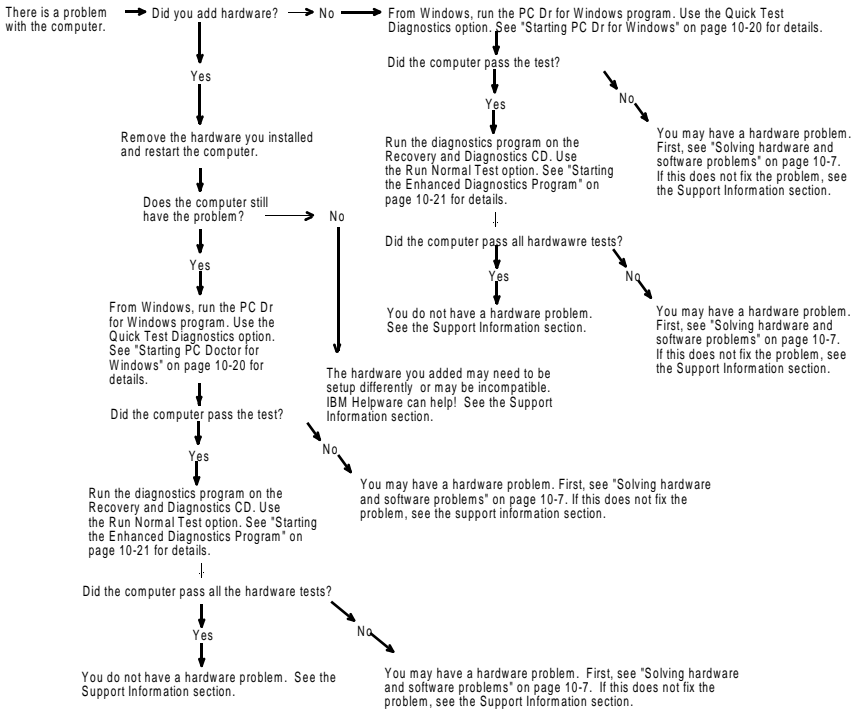 There is a problem
with the computer.
Did you add hardware?
No
From Windows, run the PC Dr for Windows program. Use the Quick Test
Diagnostics option. See "Starting PC Dr for Windows" on page 10-20 for details.
Did the computer pass the test?
No
You may have a hardware problem.
First, see "Solving hardware and
software problems" on page 10-7.
If this does not fix the problem, see
the Support Information section.
Yes
Run the diagnostics program on the
Recovery and Diagnostics CD. Use
the Run Normal Test option. See "Starting
the Enhanced Diagnostics Program" on
page 10-21 for details.
Did the computer pass all hardwawre tests?
No
You may have a hardware problem.
First, see "Solving hardware and
software problems" on page 10-7.
If this does not fix the problem, see
the Support Information section.
Yes
You do not have a hardware problem.
See the Support Information section.
Yes
Remove the hardware you installed
and restart the computer.
Does the computer still
have the problem?
No
The hardware you added may need to be
setup differently or may be incompatible.
IBM Helpware can help! See the Support
Information section.
Yes
From Windows, run the PC Dr
for Windows program. Use the
Quick Test Diagnostics option.
See "Starting PC Doctor for
Windows" on page 10-20 for
details.
Did the computer pass the test?
No
You may have a hardware problem. First, see "Solving hardware
and software problems" on page 10-7. If this does not fix the
problem, see the support information section.
Yes
Run the diagnostics program on the
Recovery and Diagnostics CD. Use
the Run Normal Test option. See "Starting
the Enhanced Diagnostics Program" on
page 10-21 for details.
Did the computer pass all the hardware tests?
No
You may have a hardware problem. First, see "Solving hardware
and software problems" on page 10-7. If this does not fix the
problem, see the Support Information section.
Yes
You do not have a hardware problem. See the
Support Information section.